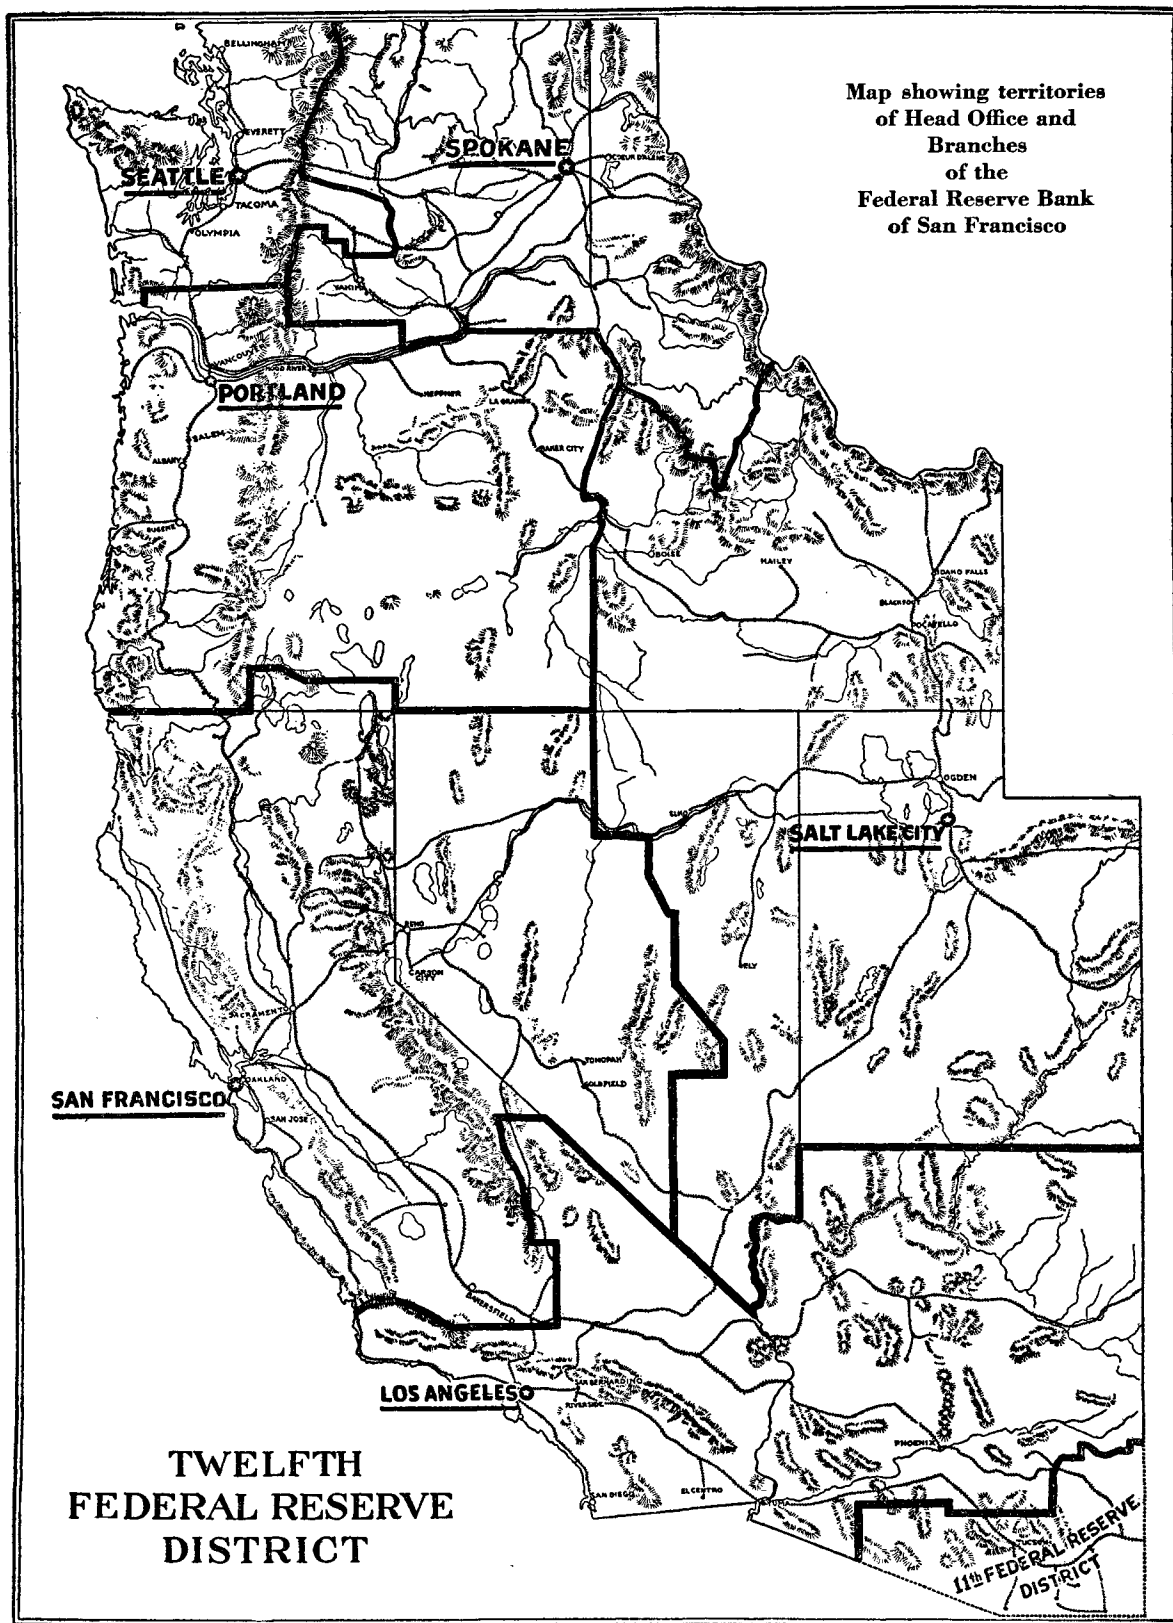 Map showing territories
of Head Office and
Branches
of the
Federal Reserve Bank
of San Francisco
BELLINGHAM
EVERETT
SPOKANE
COEUR D'ALENE
SEATTLE
TACOMA
OLYMPIA
YAKIMA
VANCOUVER
HOOD RIVER
PORTLAND
HEPPNER
LA GRANDE
SALEM
BAKER CITY
ALBANY
EUGENE
BOISE
HAILEY
IDAHO FALLS
BLACKFOOT
POCATELLO
OGDEN
ELKO
SALT LAKE CITY
RENO
CARSON
CITY
ELY
SACRAMENTO
TONOPAH
OAKLAND
GOLDFIELD
SAN FRANCISCO
SAN JOSE
BAKERSFIELD
LOS ANGELES
SAN BERNARDINO
RIVERSIDE
PHOENIX
SAN DIEGO
EL CENTRO
YUMA
TUCSON
11th FEDERAL RESERVE
DISTRICT
TWELFTH
FEDERAL RESERVE
DISTRICT